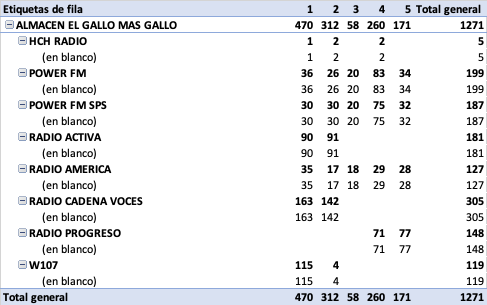 Etiquetas de fila 1 2 3 4 5 Total general
ALMACEN EL GALLO MAS GALLO 470 312 58 260 171 1271
HCH RADIO 1 2 2 5
(en blanco) 1 2 2 5
POWER FM 36 26 20 83 34 199
(en blanco) 36 26 20 83 34 199
POWER FM SPS 30 30 20 75 32 187
(en blanco) 30 30 20 75 32 187
RADIO ACTIVA 90 91 181
(en blanco) 90 91 181
RADIO AMERICA 35 17 18 29 28 127
(en blanco) 35 17 18 29 28 127
RADIO CADENA VOCES 163 142 305
(en blanco) 163 142 305
RADIO PROGRESO 71 77 148
(en blanco) 71 77 148
W107 115 4 119
(en blanco) 115 4 119
Total general 470 312 58 260 171 1271